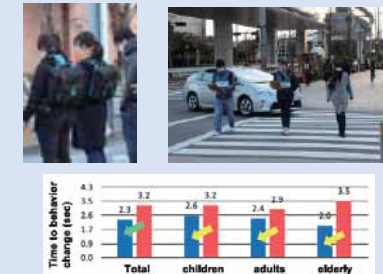 Time to behavior
change (sec)
4.3
3.5
2.6
1.7
0.9
0.0
2.3
3.2
2.6
3.2
2.4
2.9
2.0
3.5
Total
children
adults
elderly